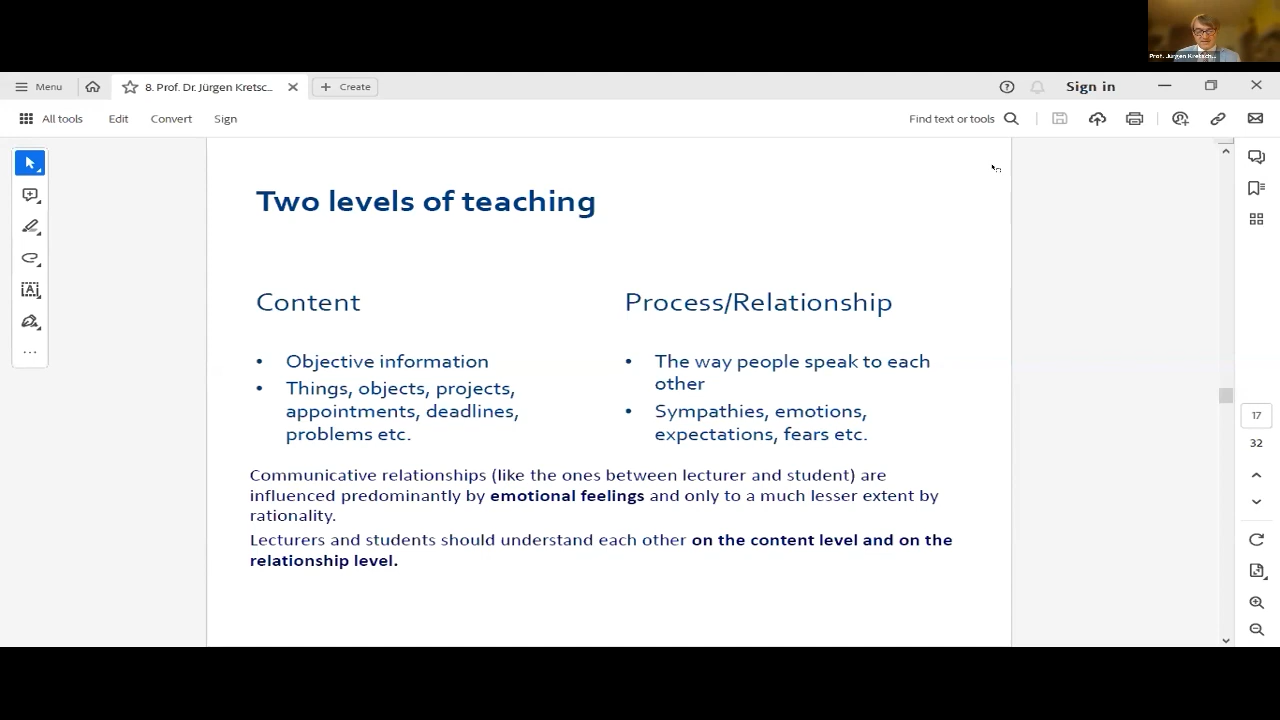 Prof. Dr. Jürgen Kretsch...
Menu
8. Prof. Dr. Jürgen Kretsc...
Create
Sign in
All tools
Edit
Convert
Sign
Find text or tools
Two levels of teaching
Content
Process/Relationship
• Objective information
• Things, objects, projects,
appointments, deadlines,
problems etc.
• The way people speak to each
other
• Sympathies, emotions,
expectations, fears etc.
Communicative relationships (like the ones between lecturer and student) are
influenced predominantly by emotional feelings and only to a much lesser extent by
rationality.
Lecturers and students should understand each other on the content level and on the
relationship level.
17
32